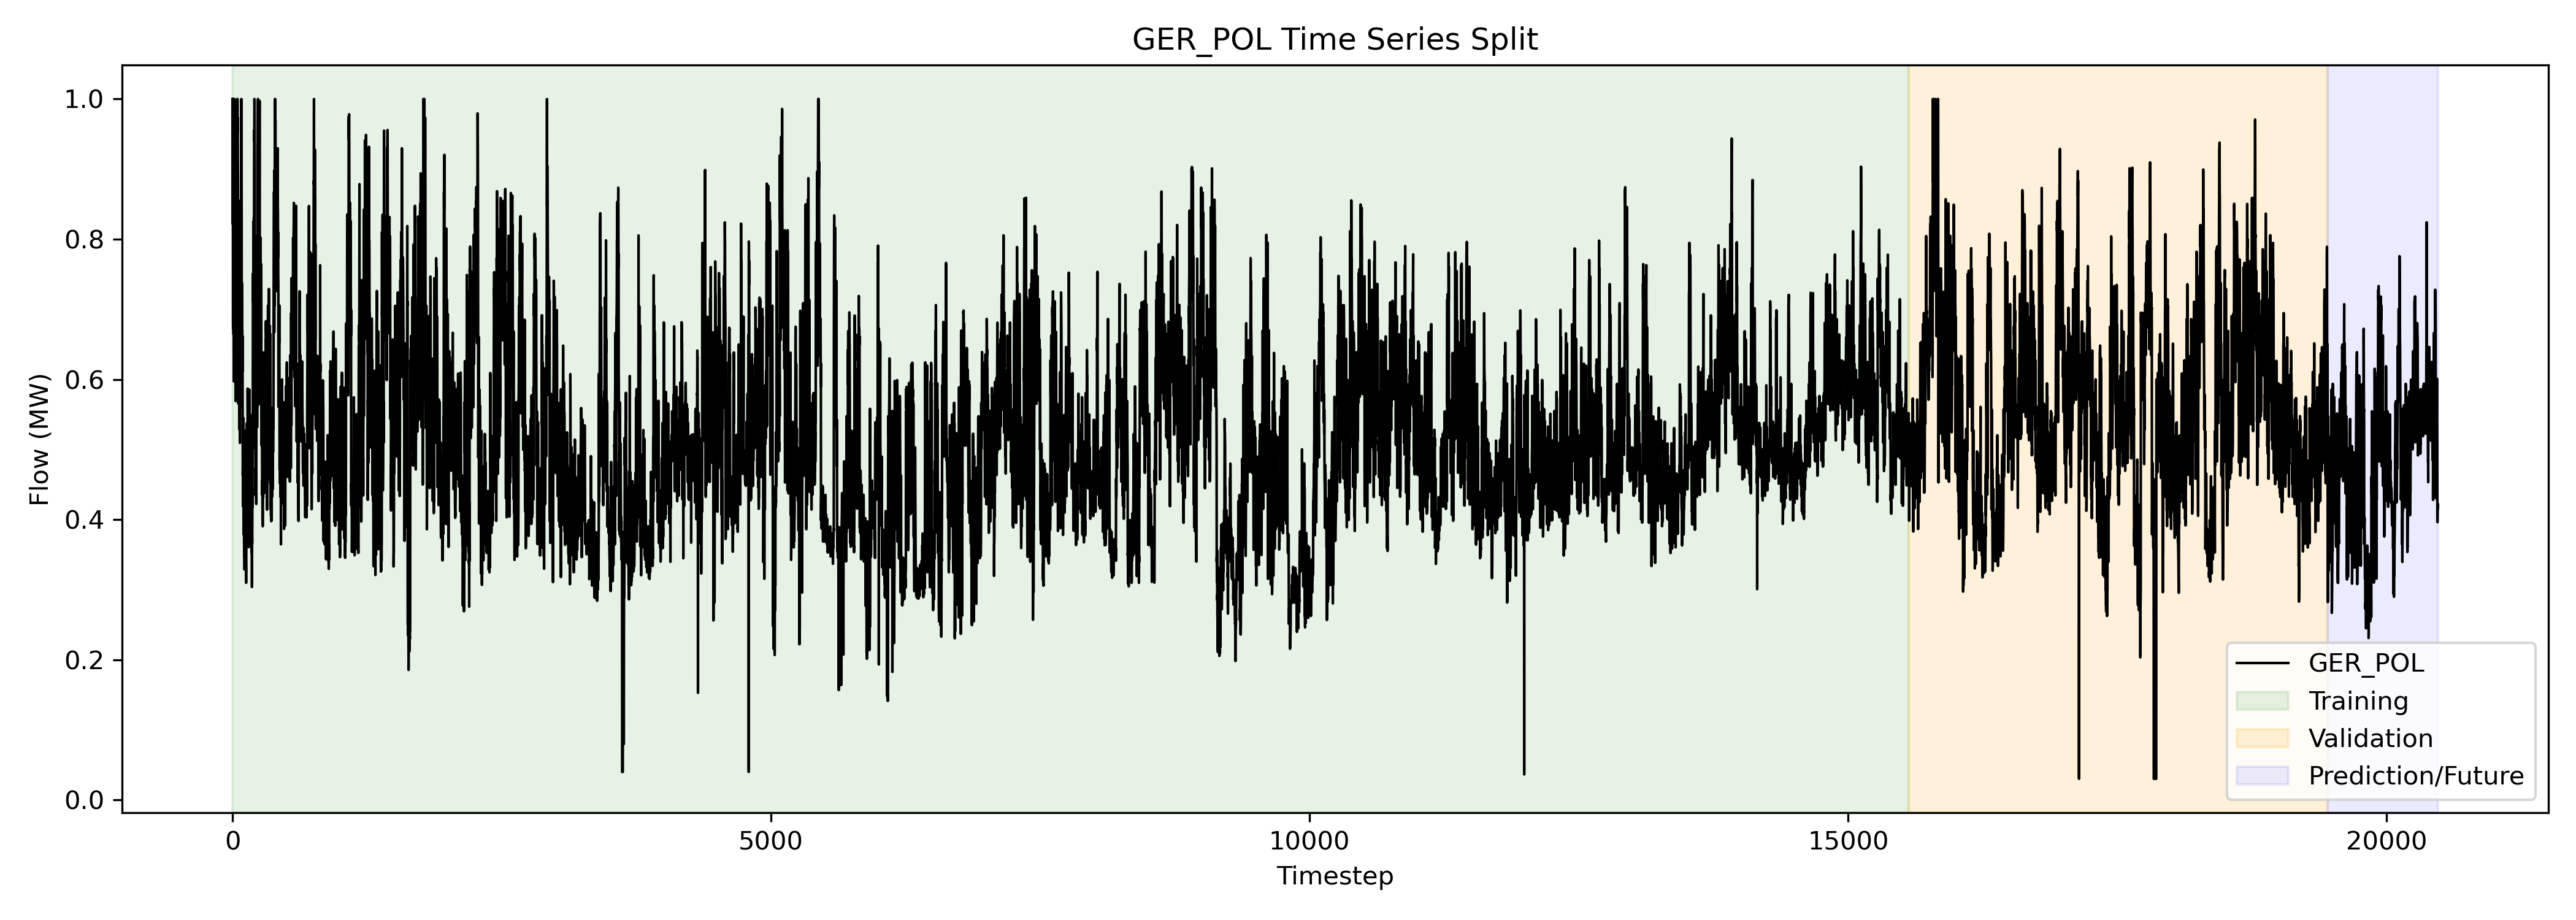 GER_POL Time Series Split
Flow (MW)
1.0
0.8
0.6
0.4
0.2
0.0
GER_POL
Training
Validation
Prediction/Future
0 5000 10000 15000 20000
Timestep